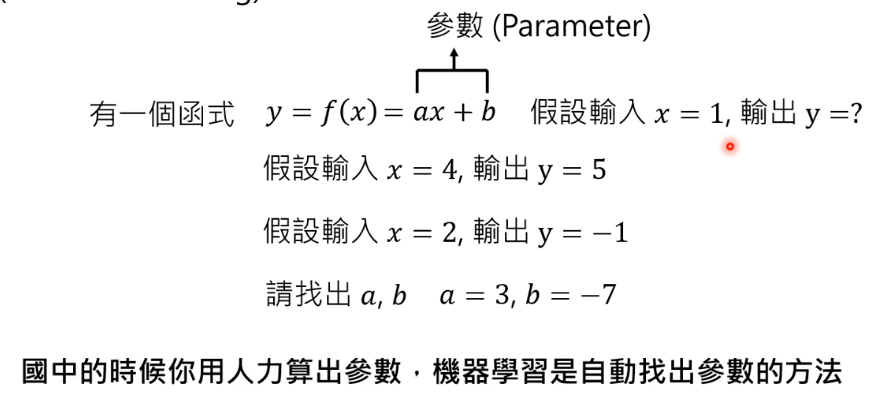 參數 (Parameter)
有一個函式 y = f(x) = ax + b 假設輸入 x = 1, 輸出 y =?
假設輸入 x = 4, 輸出 y = 5
假設輸入 x = 2, 輸出 y = −1
請找出 a, b a = 3, b = −7
國中的時候你用人力算出參數，機器學習是自動找出參數的方法